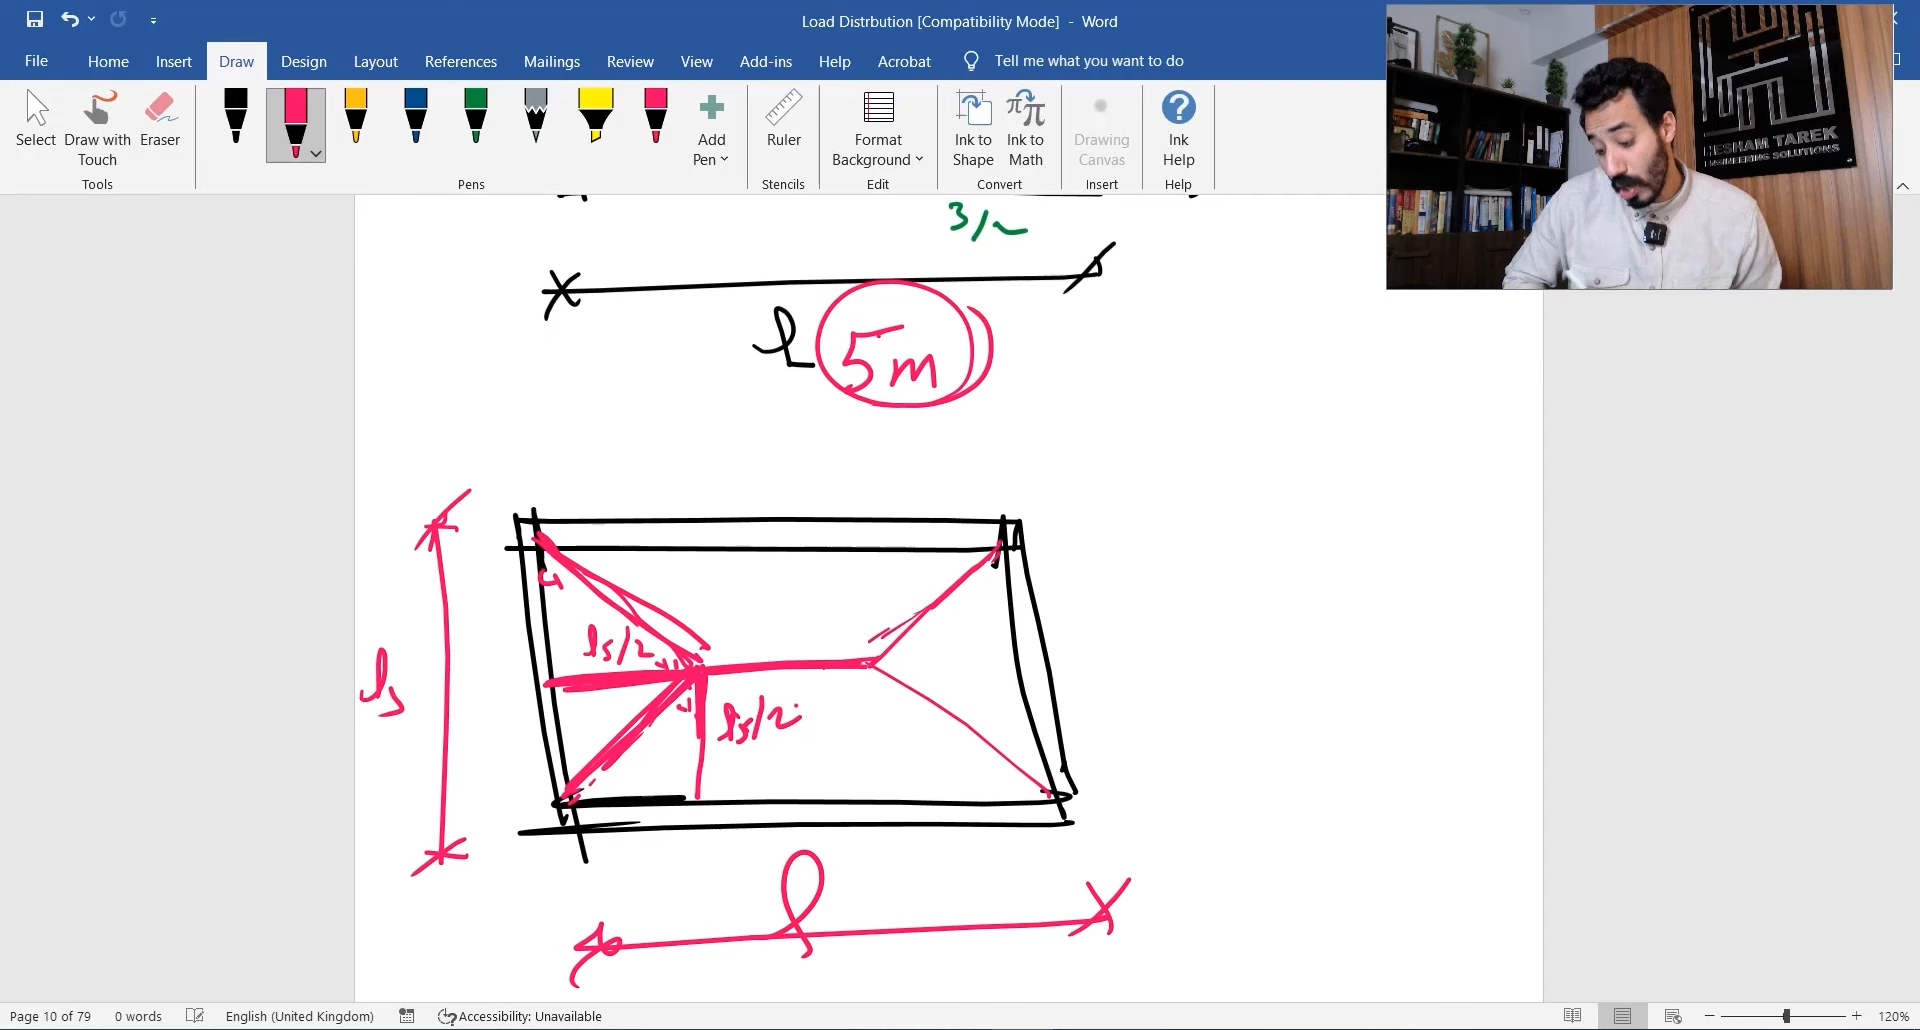 Load Distrbution [Compatibility Mode] - Word
File Home Insert Draw Design Layout References Mailings Review View Add-ins Help Acrobat Tell me what you want to do
Select Draw with Touch Eraser Add Pen Ruler Format Background Ink to Shape Ink to Math Drawing Canvas Ink Help
Tools Pens Stencils Edit Convert Insert Help
HESHAM TAREK
ENGINEERING SOLUTIONS
3/2
l 5m
ls/2
ls
ls/2
l
Page 10 of 79 0 words English (United Kingdom) Accessibility: Unavailable 120%